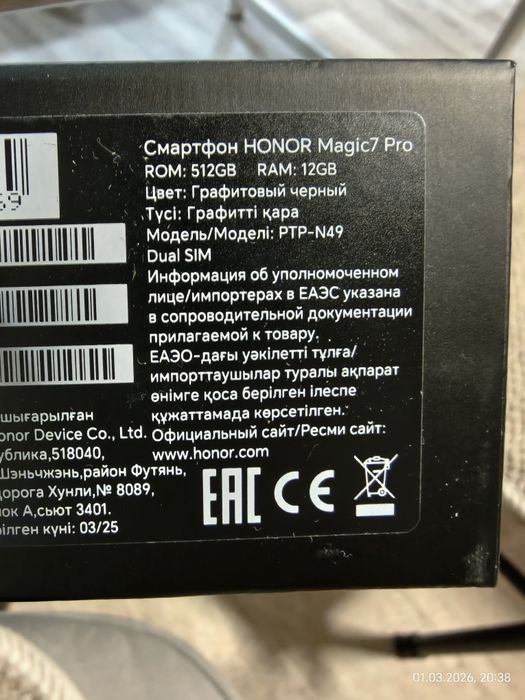 Смартфон HONOR Magic7 Pro
ROM: 512GB RAM: 12GB
Цвет: Графитовый черный
Түсі: Графитті қара
Модель/Моделі: PTP-N49
Dual SIM
Информация об уполномоченном
лице/импортерах в ЕАЭС указана
в сопроводительной документации
прилагаемой к товару.
ЕАЭО-дағы уәкілетті тұлға/
импорттаушылар туралы ақпарат
өнімге қоса берілген ілеспе
құжаттамада көрсетілген.
Официальный сайт/Ресми сайт:
www.honor.com
шығарылған
onor Device Co., Ltd.
ублика,518040,
Шэньчжэнь,район Футянь,
дорога Хунли,№ 8089,
лок А,сьют 3401.
ілген күні: 03/25
EAC CE
01.03.2026, 20:38